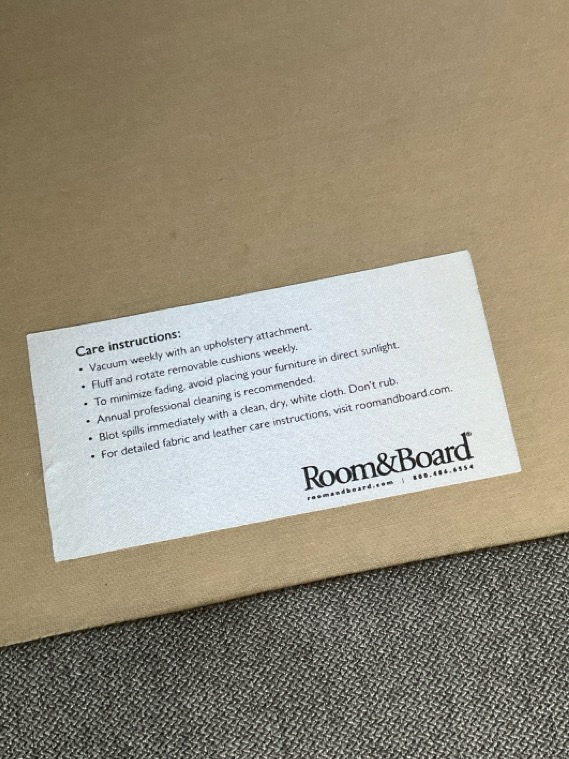 Care instructions:
• Vacuum weekly with an upholstery attachment.
• Fluff and rotate removable cushions weekly.
• To minimize fading, avoid placing your furniture in direct sunlight.
• Annual professional cleaning is recommended.
• Blot spills immediately with a clean, dry, white cloth. Don't rub.
• For detailed fabric and leather care instructions, visit roomandboard.com.
Room&Board®
roomandboard.com | 800.486.6554